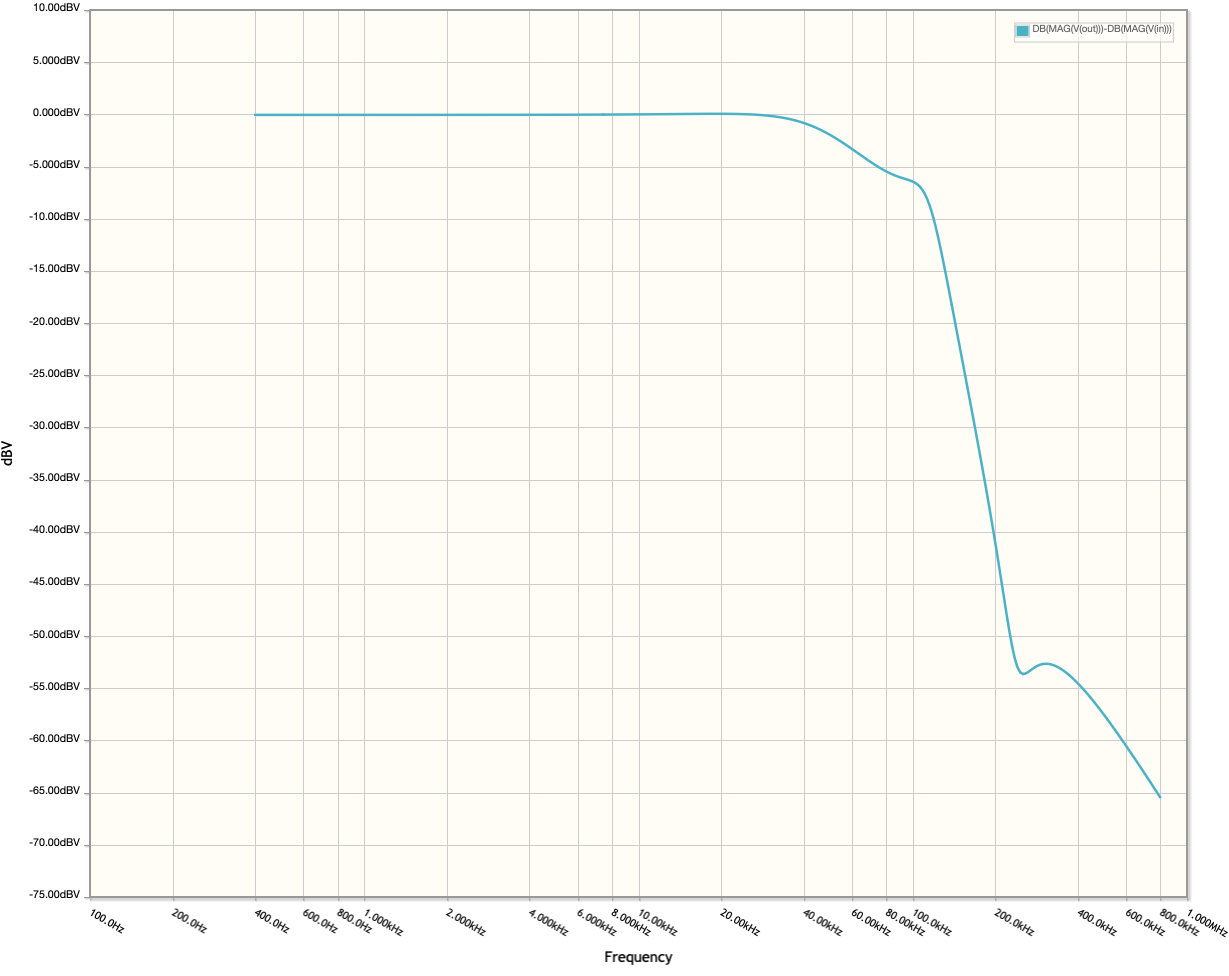 10.00dBV
DB(MAG(V(out)))-DB(MAG(V(in)))
5.000dBV
0.000dBV
-5.000dBV
-10.00dBV
-15.00dBV
-20.00dBV
-25.00dBV
-30.00dBV
dBV
-35.00dBV
-40.00dBV
-45.00dBV
-50.00dBV
-55.00dBV
-60.00dBV
-65.00dBV
-70.00dBV
-75.00dBV
100.0Hz 200.0Hz 400.0Hz 600.0Hz 800.0Hz 1.000kHz 2.000kHz 4.000kHz 6.000kHz 8.000kHz 10.00kHz 20.00kHz 40.00kHz 60.00kHz 80.00kHz 100.0kHz 200.0kHz 400.0kHz 600.0kHz 800.0kHz 1.000MHz
Frequency